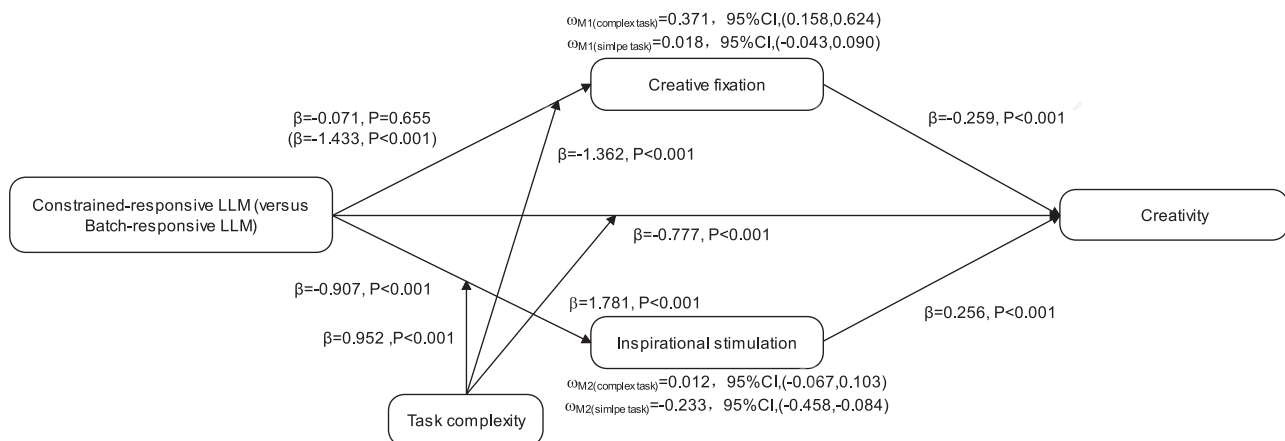 ωM1(complex task)=0.371， 95%CI,(0.158,0.624)
ωM1(simlpe task)=0.018， 95%CI,(-0.043,0.090)
Creative fixation
β=-0.071, P=0.655
(β=-1.433, P<0.001)
β=-0.259, P<0.001
β=-1.362, P<0.001
Constrained-responsive LLM (versus
Batch-responsive LLM)
Creativity
β=-0.777, P<0.001
β=-0.907, P<0.001
β=1.781, P<0.001
β=0.256, P<0.001
β=0.952 ,P<0.001
Inspirational stimulation
ωM2(complex task)=0.012， 95%CI,(-0.067,0.103)
ωM2(simlpe task)=-0.233， 95%CI,(-0.458,-0.084)
Task complexity